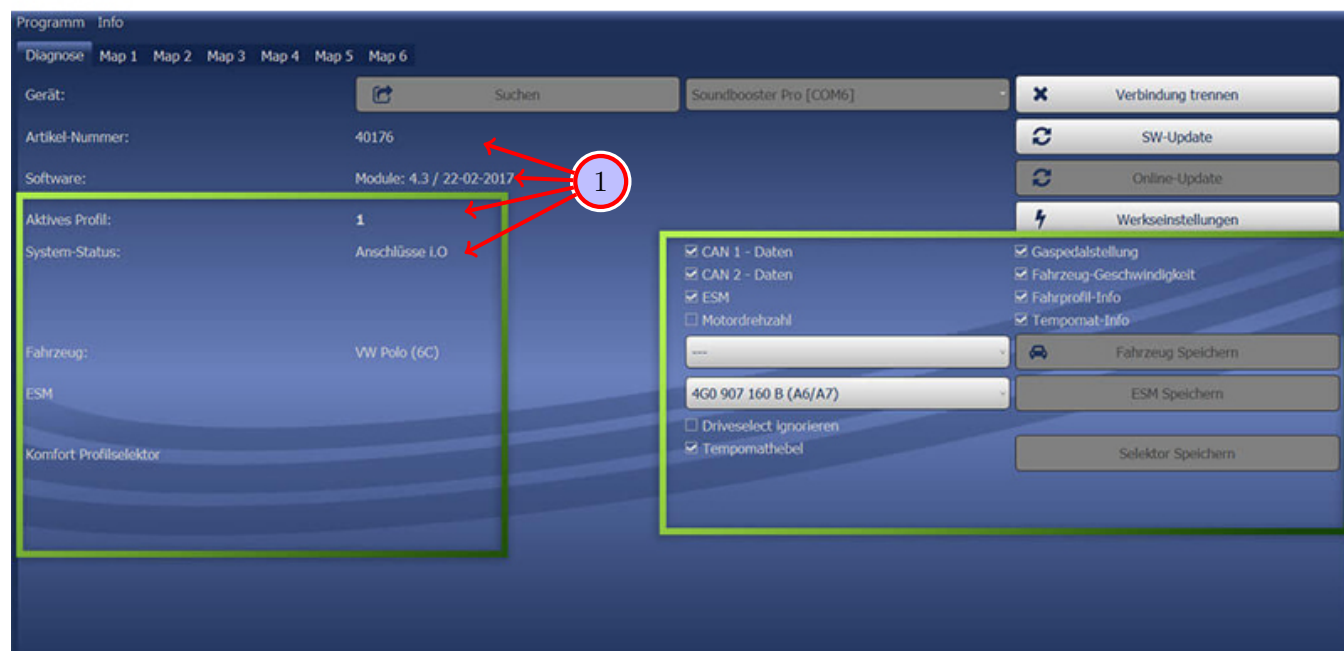 Programm Info
Diagnose Map 1 Map 2 Map 3 Map 4 Map 5 Map 6
Gerät: Suchen Soundbooster Pro [COM6] Verbindung trennen
Artikel-Nummer: 40176 SW-Update
Software: Module: 4.3 / 22-02-2017 1 Online-Update
Aktives Profil: 1 Werkseinstellungen
System-Status: Anschlüsse i.O CAN 1 - Daten Gaspedalstellung
CAN 2 - Daten Fahrzeug-Geschwindigkeit
ESM Fahrprofil-Info
Motordrehzahl Tempomat-Info
Fahrzeug: VW Polo (6C) --- Fahrzeug Speichern
ESM 4G0 907 160 B (A6/A7) ESM Speichern
Driveselect ignorieren
Komfort Profilselektor Tempomathebel Selektor Speichern